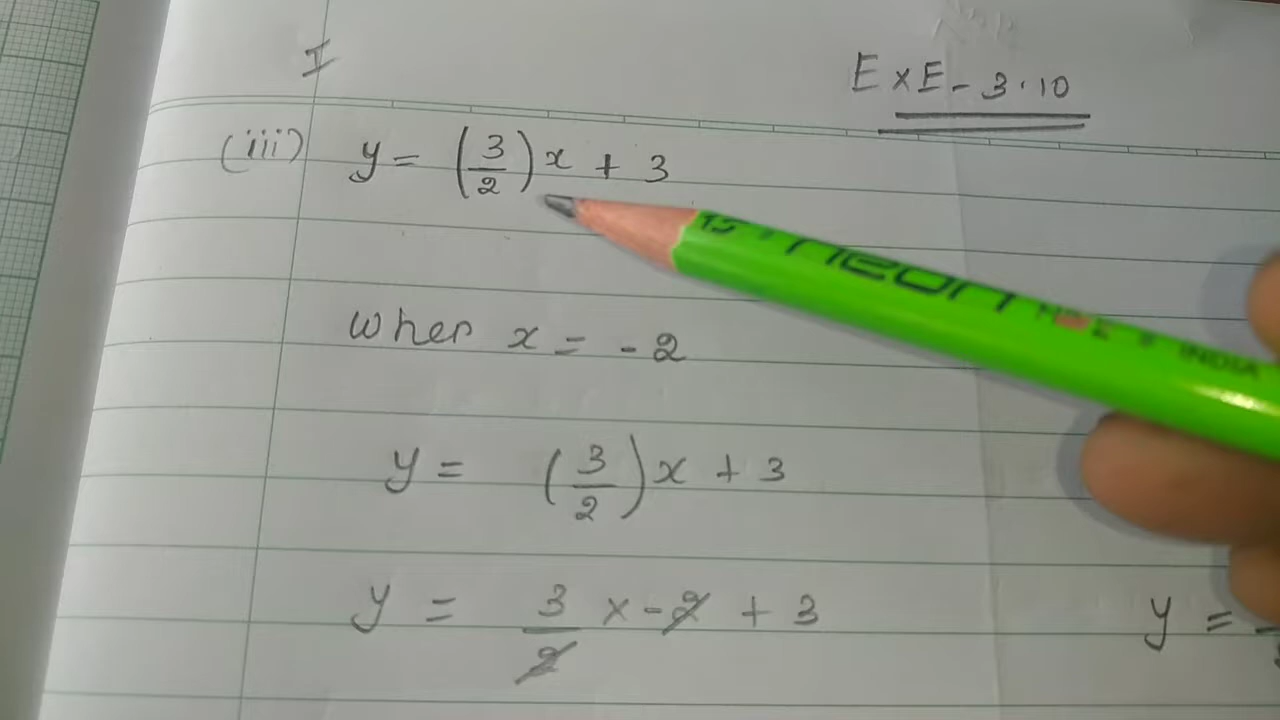 I
ExE-3.10
(iii) y = (3/2)x + 3
when x = -2
y = (3/2)x + 3
y = 3/2 x -2 + 3
y =
neon
INDIA